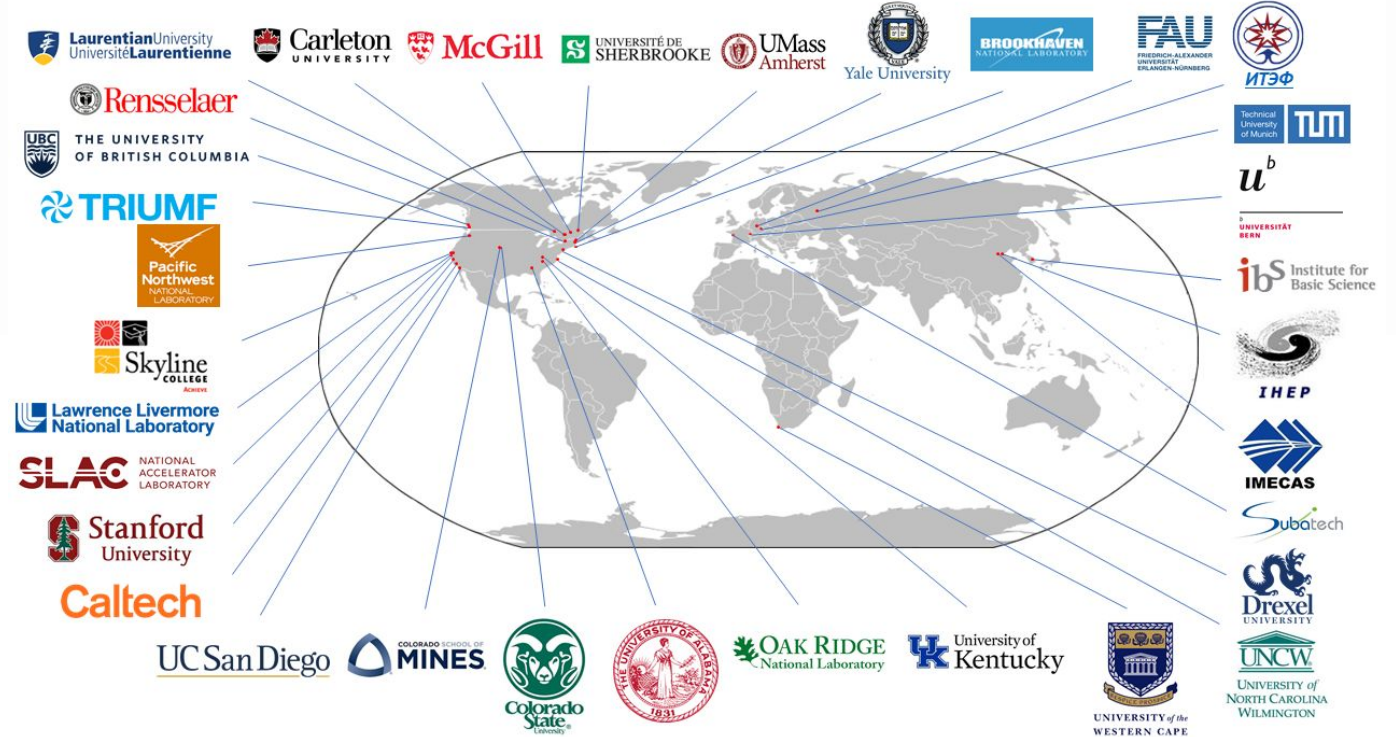 LaurentianUniversity
UniversitéLaurentienne
Carleton
UNIVERSITY
McGill
UNIVERSITÉ DE
SHERBROOKE
UMass
Amherst
Yale University
BROOKHAVEN
NATIONAL LABORATORY
FAU
FRIEDRICH-ALEXANDER
UNIVERSITÄT
ERLANGEN-NÜRNBERG
ИТЭФ
Rensselaer
UBC
THE UNIVERSITY
OF BRITISH COLUMBIA
Technical
University
of Munich
TUM
u
b
b
UNIVERSITÄT
BERN
TRIUMF
Pacific
Northwest
NATIONAL
LABORATORY
ibS Institute for
Basic Science
Skyline
COLLEGE
ACHIEVE
IHEP
Lawrence Livermore
National Laboratory
IMECAS
SLAC
NATIONAL
ACCELERATOR
LABORATORY
Subatech
Stanford
University
Drexel
UNIVERSITY
Caltech
UC San Diego
COLORADO SCHOOL OF
MINES
Colorado
State
University
THE UNIVERSITY OF ALABAMA
1831
OAK RIDGE
National Laboratory
UK
University of
Kentucky
UNIVERSITY of the
WESTERN CAPE
UNCW
UNIVERSITY of
NORTH CAROLINA
WILMINGTON